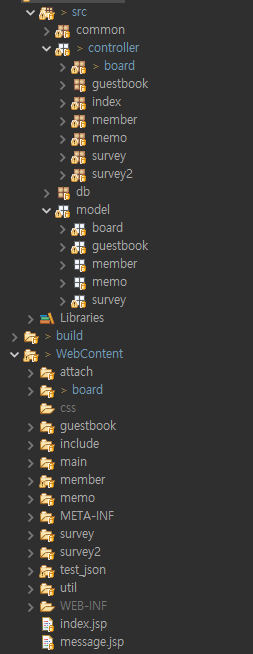 > src
common
> controller
> board
guestbook
index
member
memo
survey
survey2
db
model
board
guestbook
member
memo
survey
Libraries
> build
> WebContent
attach
> board
css
guestbook
include
main
member
memo
META-INF
survey
survey2
test_json
util
WEB-INF
index.jsp
message.jsp